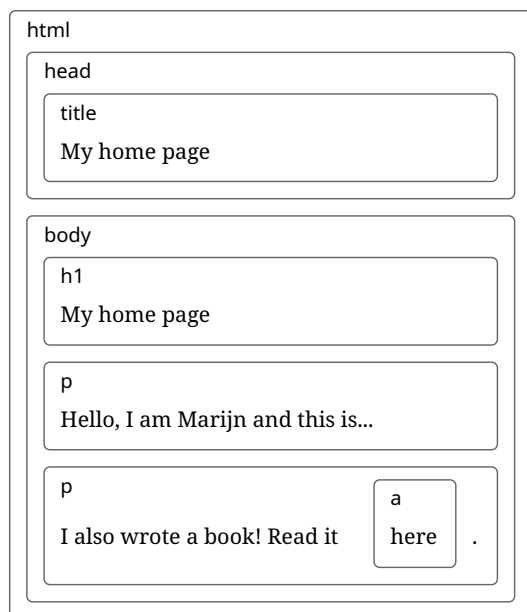 html
head
title
My home page
body
h1
My home page
p
Hello, I am Marijn and this is...
p
a
I also wrote a book! Read it here .